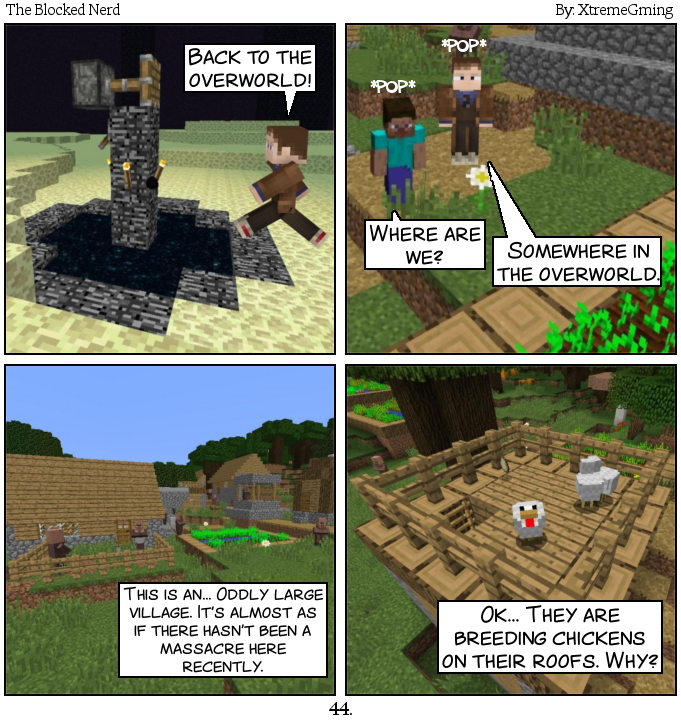 The Blocked Nerd
By: XtremeGming
Back to the
overworld!
*POP*
*POP*
Where are
we?
Somewhere in
the overworld.
This is an... Oddly large
village. It's almost as
if there hasn't been a
massacre here
recently.
Ok... They are
breeding chickens
on their roofs. Why?
44.